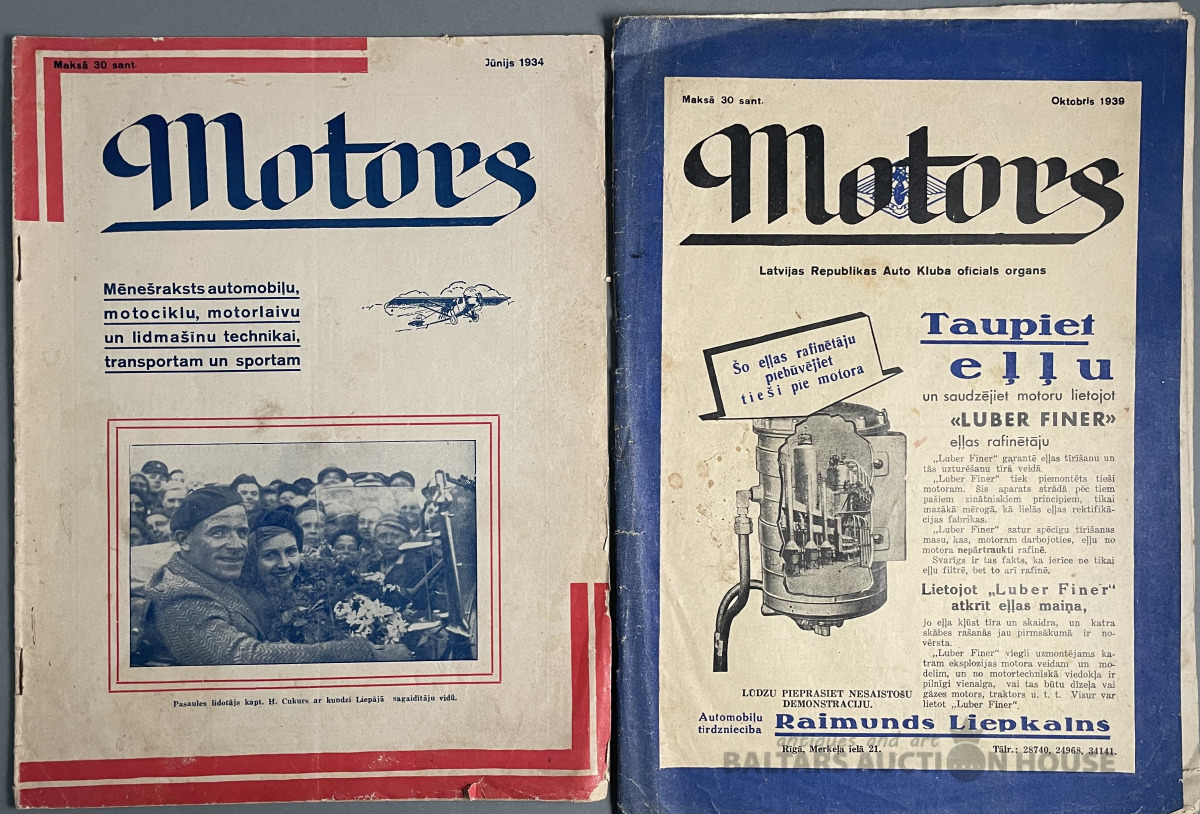 Maksā 30 sant.
Jūnijs 1934
Motors
Mēnešraksts automobiļu,
motociklu, motorlaivu
un lidmašīnu technikai,
transportam un sportam
Pasaules lidotājs kapt. H. Cukurs ar kundzi Liepājā sagaidītāju vidū.
Maksā 30 sant.
Oktobris 1939
Motors
Latvijas Republikas Auto Kluba oficials organs
Šo eļļas rafinētāju
piebūvējiet
tieši pie motora
Taupiet
eļļu
un saudzējiet motoru lietojot
«LUBER FINER»
eļļas rafinētāju
„Luber Finer“ garantē eļļas tīrīšanu un
tās uzturēšanu tīrā veidā.
„Luber Finer“ tiek piemontēts tieši
motoram. Šis aparats strādā pēc tiem
pašiem zinātniskiem principiem, tikai
mazākā mērogā, kā lielās eļļas rektifikā-
cijas fabrikas.
„Luber Finer“ satur spēcīgu tīrīšanas
masu, kas, motoram darbojoties, eļļu no
motora nepārtraukti rafinē.
Svarīgs ir tas fakts, ka ierīce ne tikai
eļļu filtrē, bet to arī rafinē.
Lietojot „Luber Finer“
atkrīt eļļas maiņa,
jo eļļa kļūst tīra un skaidra, un katra
skābes rašanās jau pirmsākumā ir no-
vērsta.
„Luber Finer“ viegli uzmontējams ka-
tram eksplozijas motora veidam un mo-
delim, un no motortechniskā viedokļa ir
pilnīgi vienalga, vai tas būtu dīzeļa vai
gāzes motors, traktors u. t. t. Visur var
lietot „Luber Finer“.
LŪDZU PIEPRASIET NESAISTOŠU
DEMONSTRACIJU.
Automobiļu
tirdzniecība
Raimunds Liepkalns
Rīgā, Merķeļa ielā 21.
Tālr.: 28740, 24968, 34141.
antiques and art
BALTARS AUCTION HOUSE